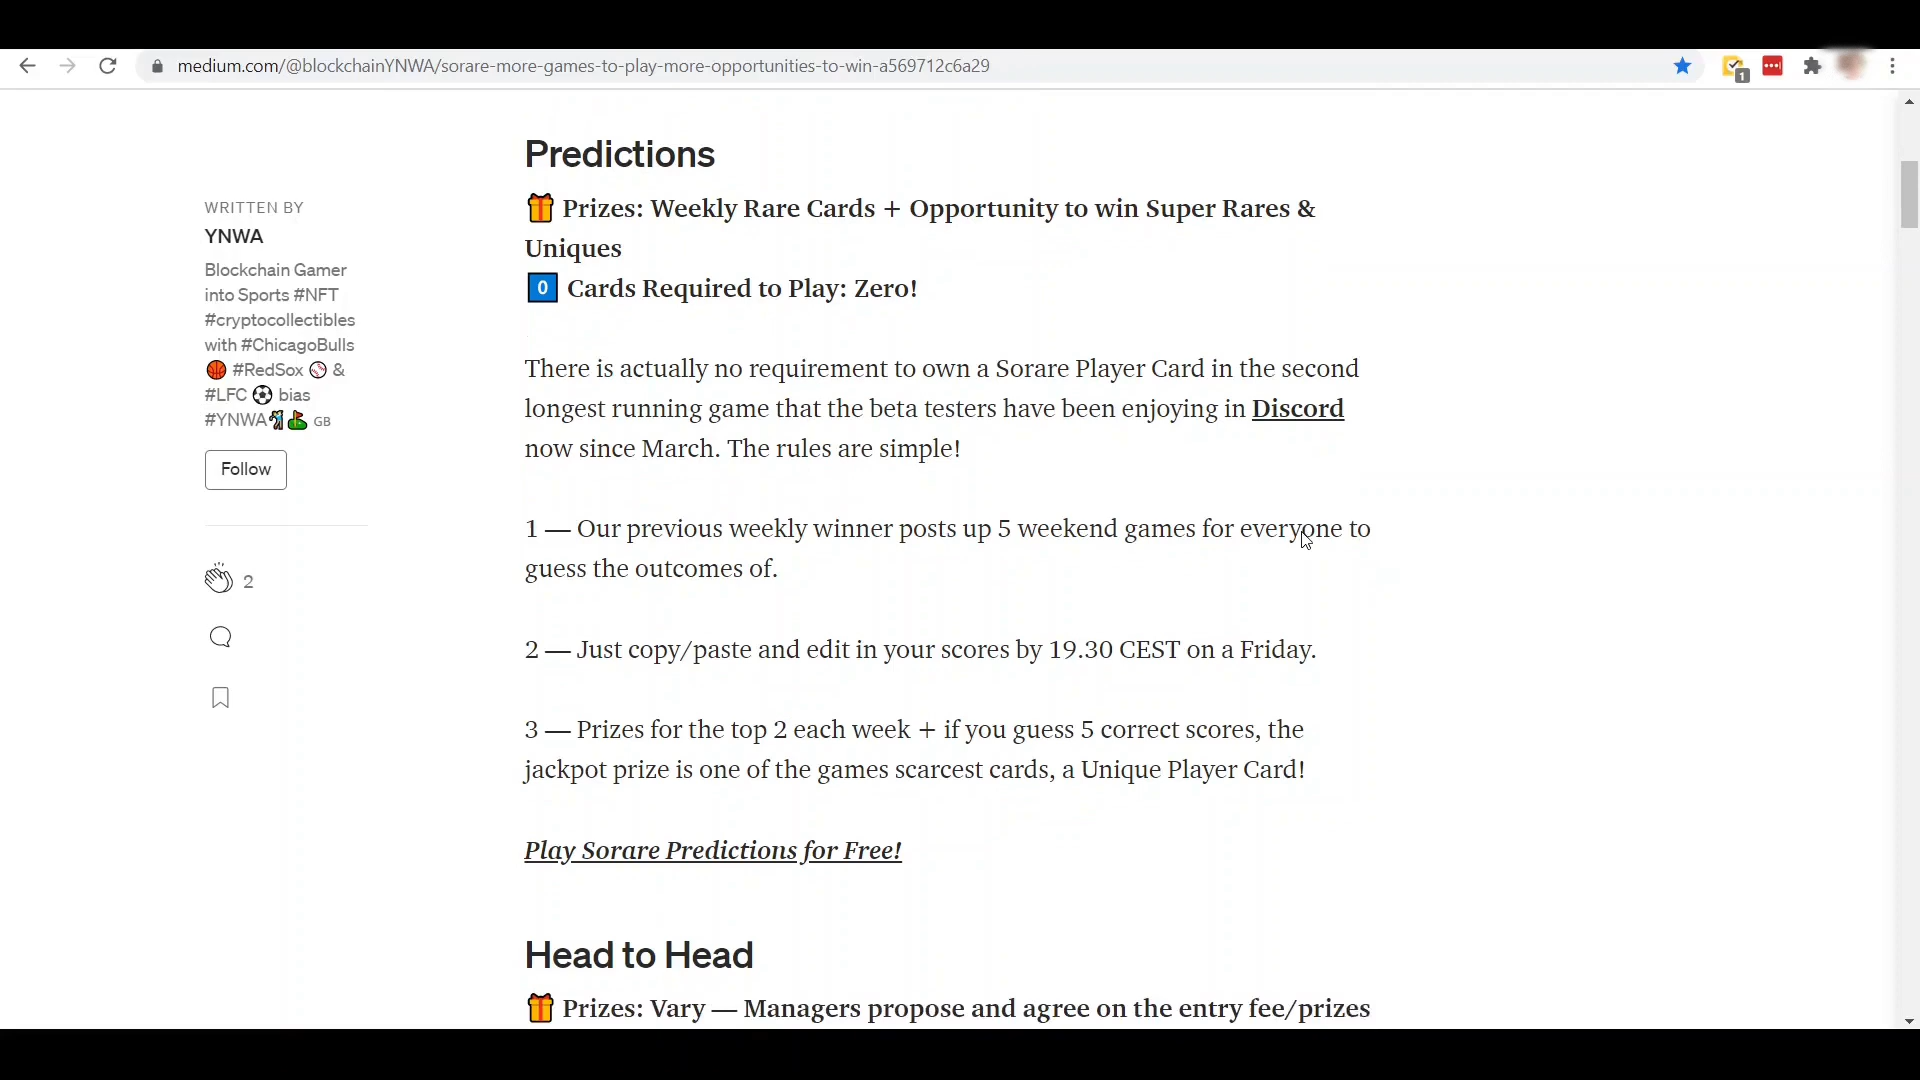 medium.com/@blockchainYNWA/sorare-more-games-to-play-more-opportunities-to-win-a569712c6a29
1
Predictions
🎁 Prizes: Weekly Rare Cards + Opportunity to win Super Rares &
Uniques
0️⃣ Cards Required to Play: Zero!
WRITTEN BY
YNWA
Blockchain Gamer
into Sports #NFT
#cryptocollectibles
with #ChicagoBulls
🏀 #RedSox ⚾ &
#LFC ⚽ bias
#YNWA🏌⛳ GB
Follow
2
There is actually no requirement to own a Sorare Player Card in the second
longest running game that the beta testers have been enjoying in Discord
now since March. The rules are simple!
1 — Our previous weekly winner posts up 5 weekend games for everyone to
guess the outcomes of.
2 — Just copy/paste and edit in your scores by 19.30 CEST on a Friday.
3 — Prizes for the top 2 each week + if you guess 5 correct scores, the
jackpot prize is one of the games scarcest cards, a Unique Player Card!
Play Sorare Predictions for Free!
Head to Head
🎁 Prizes: Vary — Managers propose and agree on the entry fee/prizes